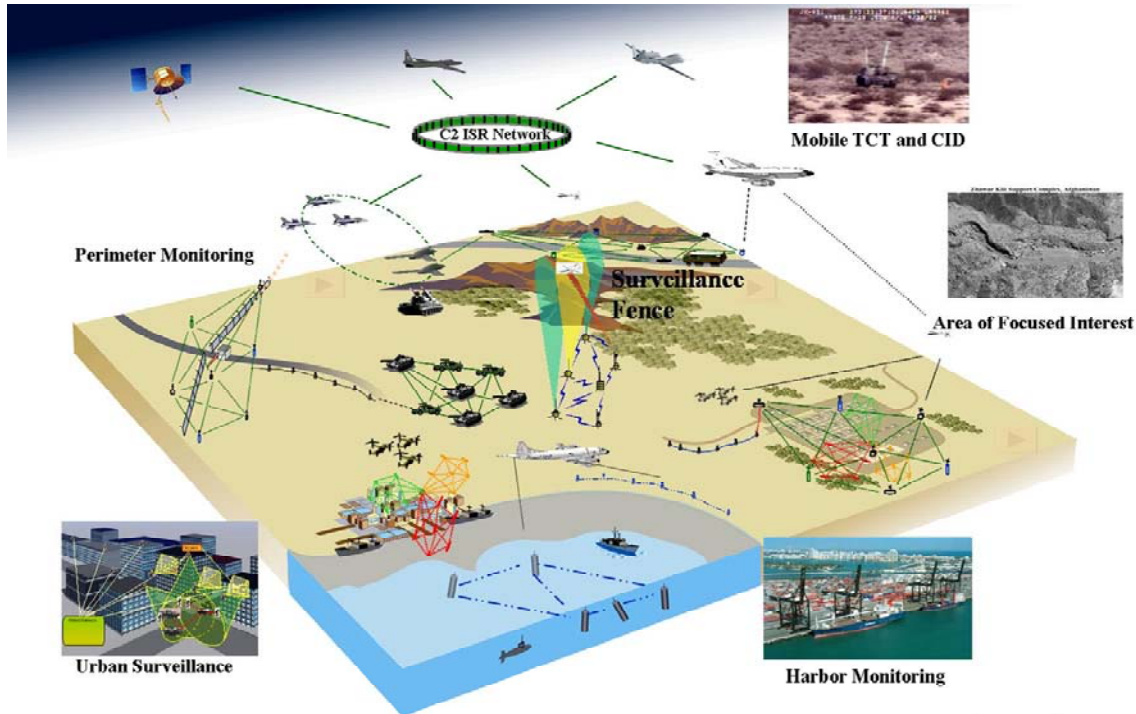 C2 ISR Network
Mobile TCT and CID
Perimeter Monitoring
Surveillance
Fence
Area of Focused Interest
Urban Surveillance
Harbor Monitoring